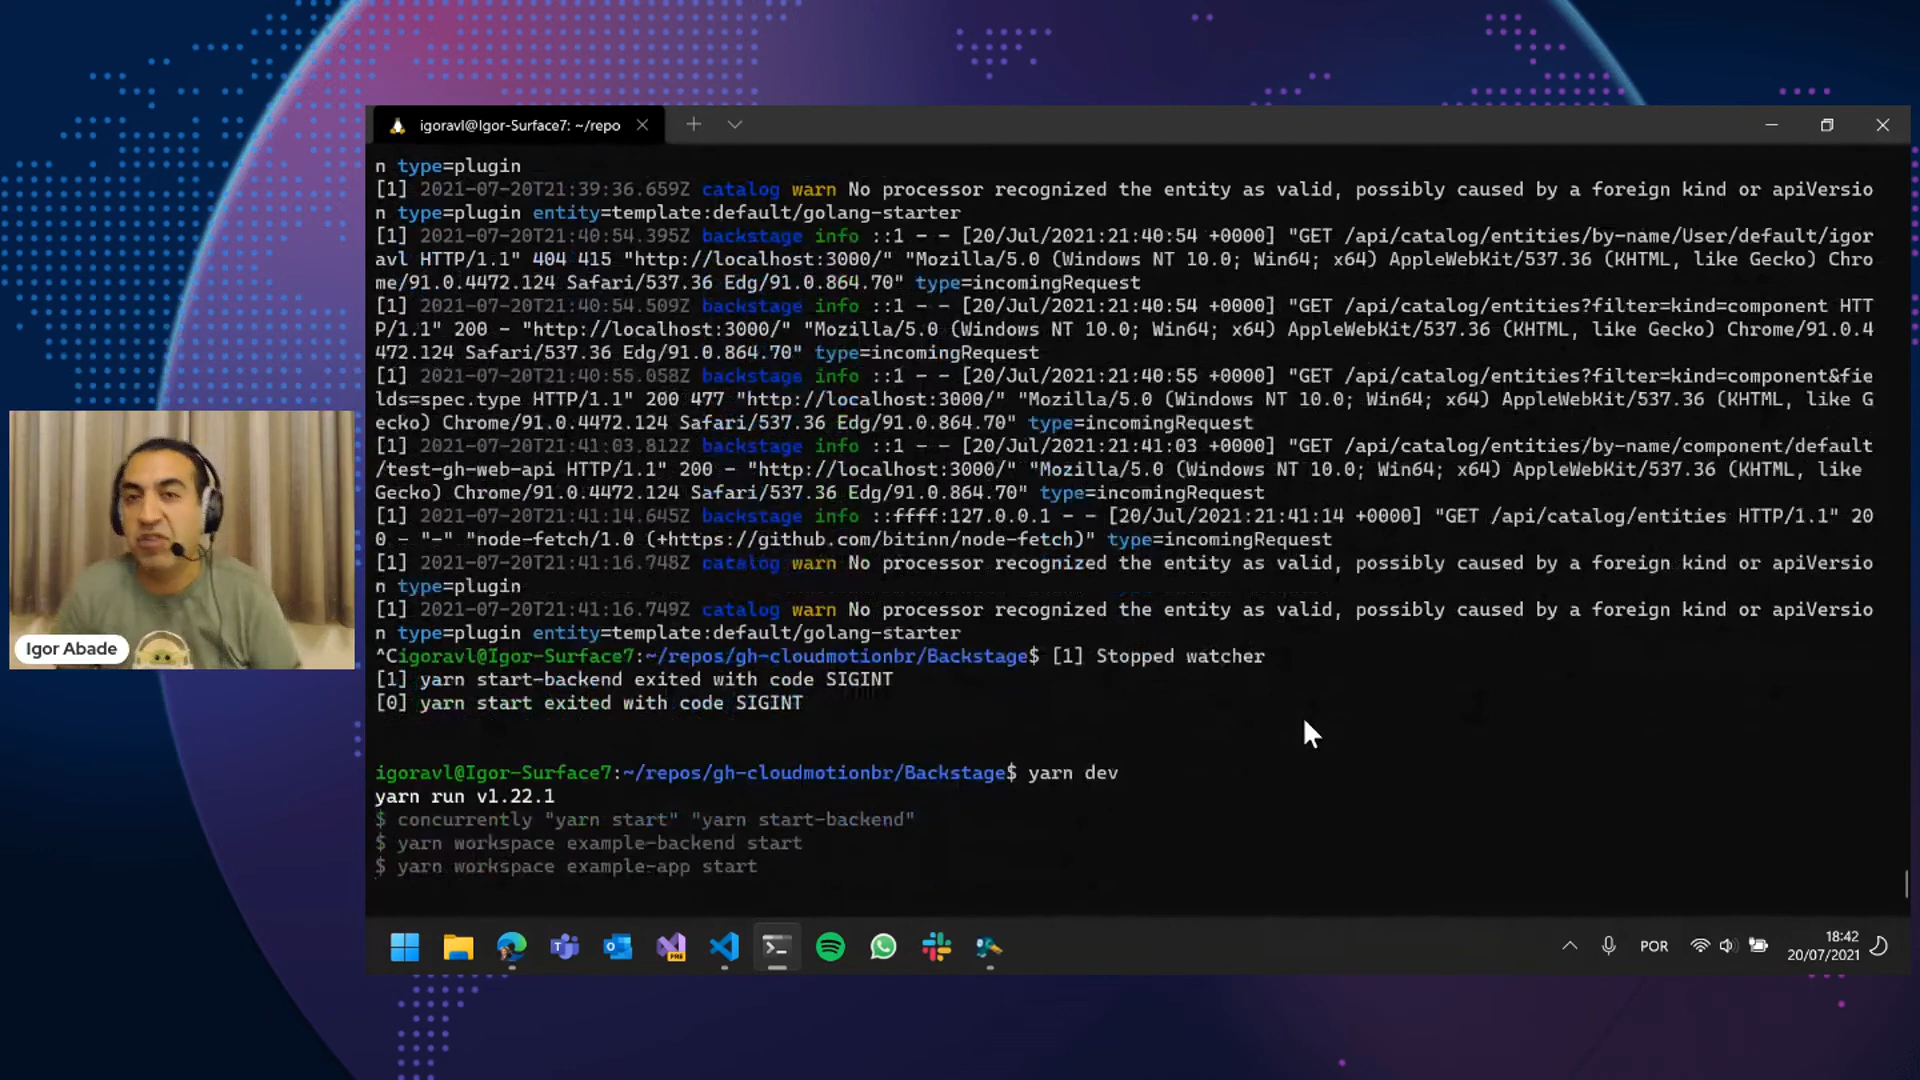 igoravl@Igor-Surface7: ~/repo
n type=plugin
[1] 2021-07-20T21:39:36.659Z catalog warn No processor recognized the entity as valid, possibly caused by a foreign kind or apiVersio
n type=plugin entity=template:default/golang-starter
[1] 2021-07-20T21:40:54.395Z backstage info ::1 - - [20/Jul/2021:21:40:54 +0000] "GET /api/catalog/entities/by-name/User/default/igor
avl HTTP/1.1" 404 415 "http://localhost:3000/" "Mozilla/5.0 (Windows NT 10.0; Win64; x64) AppleWebKit/537.36 (KHTML, like Gecko) Chro
me/91.0.4472.124 Safari/537.36 Edg/91.0.864.70" type=incomingRequest
[1] 2021-07-20T21:40:54.509Z backstage info ::1 - - [20/Jul/2021:21:40:54 +0000] "GET /api/catalog/entities?filter=kind=component HTT
P/1.1" 200 - "http://localhost:3000/" "Mozilla/5.0 (Windows NT 10.0; Win64; x64) AppleWebKit/537.36 (KHTML, like Gecko) Chrome/91.0.4
472.124 Safari/537.36 Edg/91.0.864.70" type=incomingRequest
[1] 2021-07-20T21:40:55.058Z backstage info ::1 - - [20/Jul/2021:21:40:55 +0000] "GET /api/catalog/entities?filter=kind=component&fie
lds=spec.type HTTP/1.1" 200 477 "http://localhost:3000/" "Mozilla/5.0 (Windows NT 10.0; Win64; x64) AppleWebKit/537.36 (KHTML, like G
ecko) Chrome/91.0.4472.124 Safari/537.36 Edg/91.0.864.70" type=incomingRequest
[1] 2021-07-20T21:41:03.812Z backstage info ::1 - - [20/Jul/2021:21:41:03 +0000] "GET /api/catalog/entities/by-name/component/default
/test-gh-web-api HTTP/1.1" 200 - "http://localhost:3000/" "Mozilla/5.0 (Windows NT 10.0; Win64; x64) AppleWebKit/537.36 (KHTML, like
Gecko) Chrome/91.0.4472.124 Safari/537.36 Edg/91.0.864.70" type=incomingRequest
[1] 2021-07-20T21:41:14.645Z backstage info ::ffff:127.0.0.1 - - [20/Jul/2021:21:41:14 +0000] "GET /api/catalog/entities HTTP/1.1" 20
0 - "-" "node-fetch/1.0 (+https://github.com/bitinn/node-fetch)" type=incomingRequest
[1] 2021-07-20T21:41:16.748Z catalog warn No processor recognized the entity as valid, possibly caused by a foreign kind or apiVersio
n type=plugin
[1] 2021-07-20T21:41:16.749Z catalog warn No processor recognized the entity as valid, possibly caused by a foreign kind or apiVersio
n type=plugin entity=template:default/golang-starter
^Cigoravl@Igor-Surface7:~/repos/gh-cloudmotionbr/Backstage$ [1] Stopped watcher
[1] yarn start-backend exited with code SIGINT
[0] yarn start exited with code SIGINT
igoravl@Igor-Surface7:~/repos/gh-cloudmotionbr/Backstage$ yarn dev
yarn run v1.22.1
$ concurrently "yarn start" "yarn start-backend"
$ yarn workspace example-backend start
$ yarn workspace example-app start
Igor Abade
PRE
POR
18:42
20/07/2021